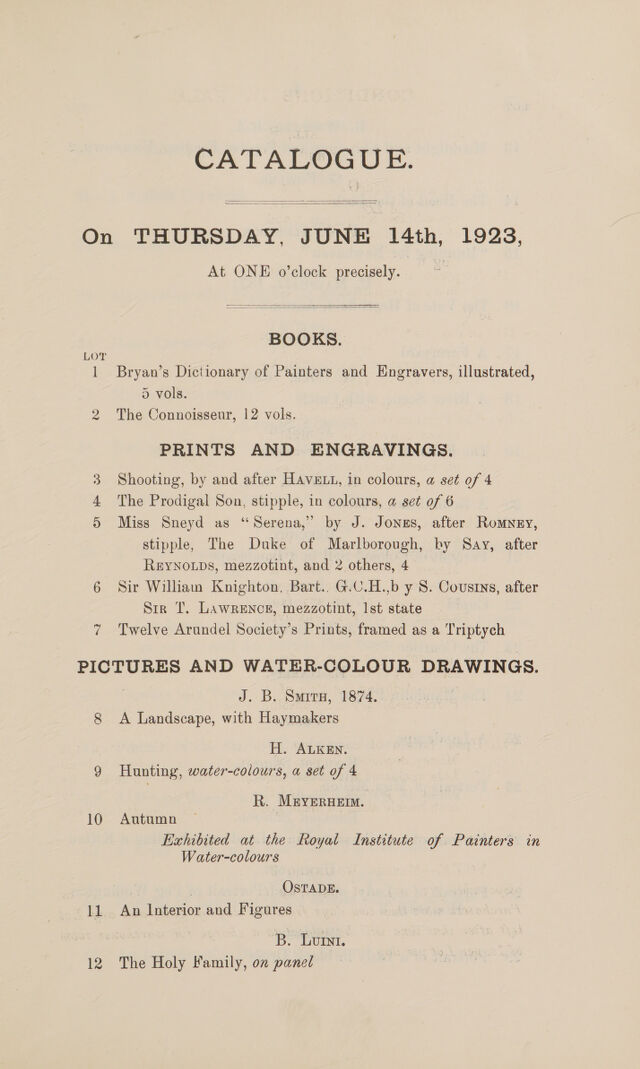 CATALOGUE.
On THURSDAY, JUNE 14th, 1923,
At ONE o'clock precisely.
BOOKS.
LOT
1 Bryan's Dictionary of Painters and Engravers, illustrated,
5 vols.
2 The Connoisseur, 12 vols.
PRINTS AND ENGRAVINGS.
3 Shooting, by and after HAVELL, in colours, a set of 4
4 The Prodigal Son, stipple, in colours, a set of 6
5 Miss Sneyd as “Serena,” by J. JONES, after ROMNEY,
stipple, The Duke of Marlborough, by SAY, after
REYNOLDS, mezzotint, and 2 others, 4
6 Sir William Knighton, Bart., G.C.H.,b y S. COUSINS, after
SIR T. LAWRENCE, mezzotint, 1st state
7 Twelve Arundel Society's Prints, framed as a Triptych
PICTURES AND WATER-COLOUR DRAWINGS.
J. B. SMITH, 1874.
8 A Landscape, with Haymakers
H. ALKEN.
9 Hunting, water-colours, a set of 4
R. MEYERHEIM.
10 Autumn
Exhibited at the Royal Institute of Painters in
Water-colours
OSTADE.
11 An Interior and Figures
B. LUINI.
12 The Holy Family, on panel